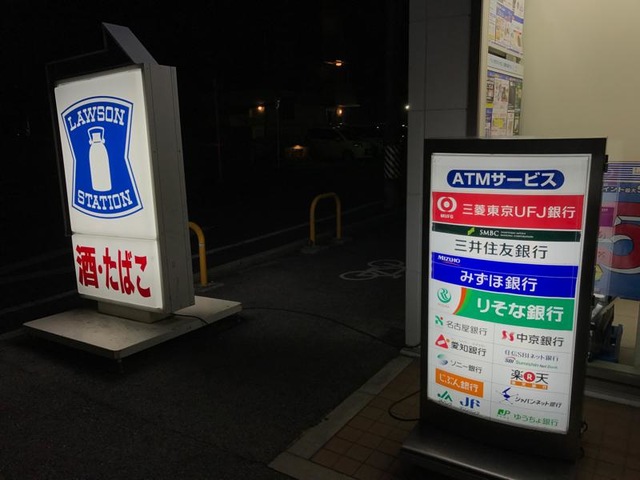 LAWSON
STATION
酒・たばこ
ATMサービス
MUFG
三菱東京UFJ銀行
SMBC
三井住友銀行
MIZUHO
みずほ銀行
りそな銀行
名古屋銀行
中京銀行
愛知銀行
住信SBIネット銀行
ソニー銀行
楽天
じぶん銀行
ジャパンネット銀行
JA
JF
ゆうちょ銀行